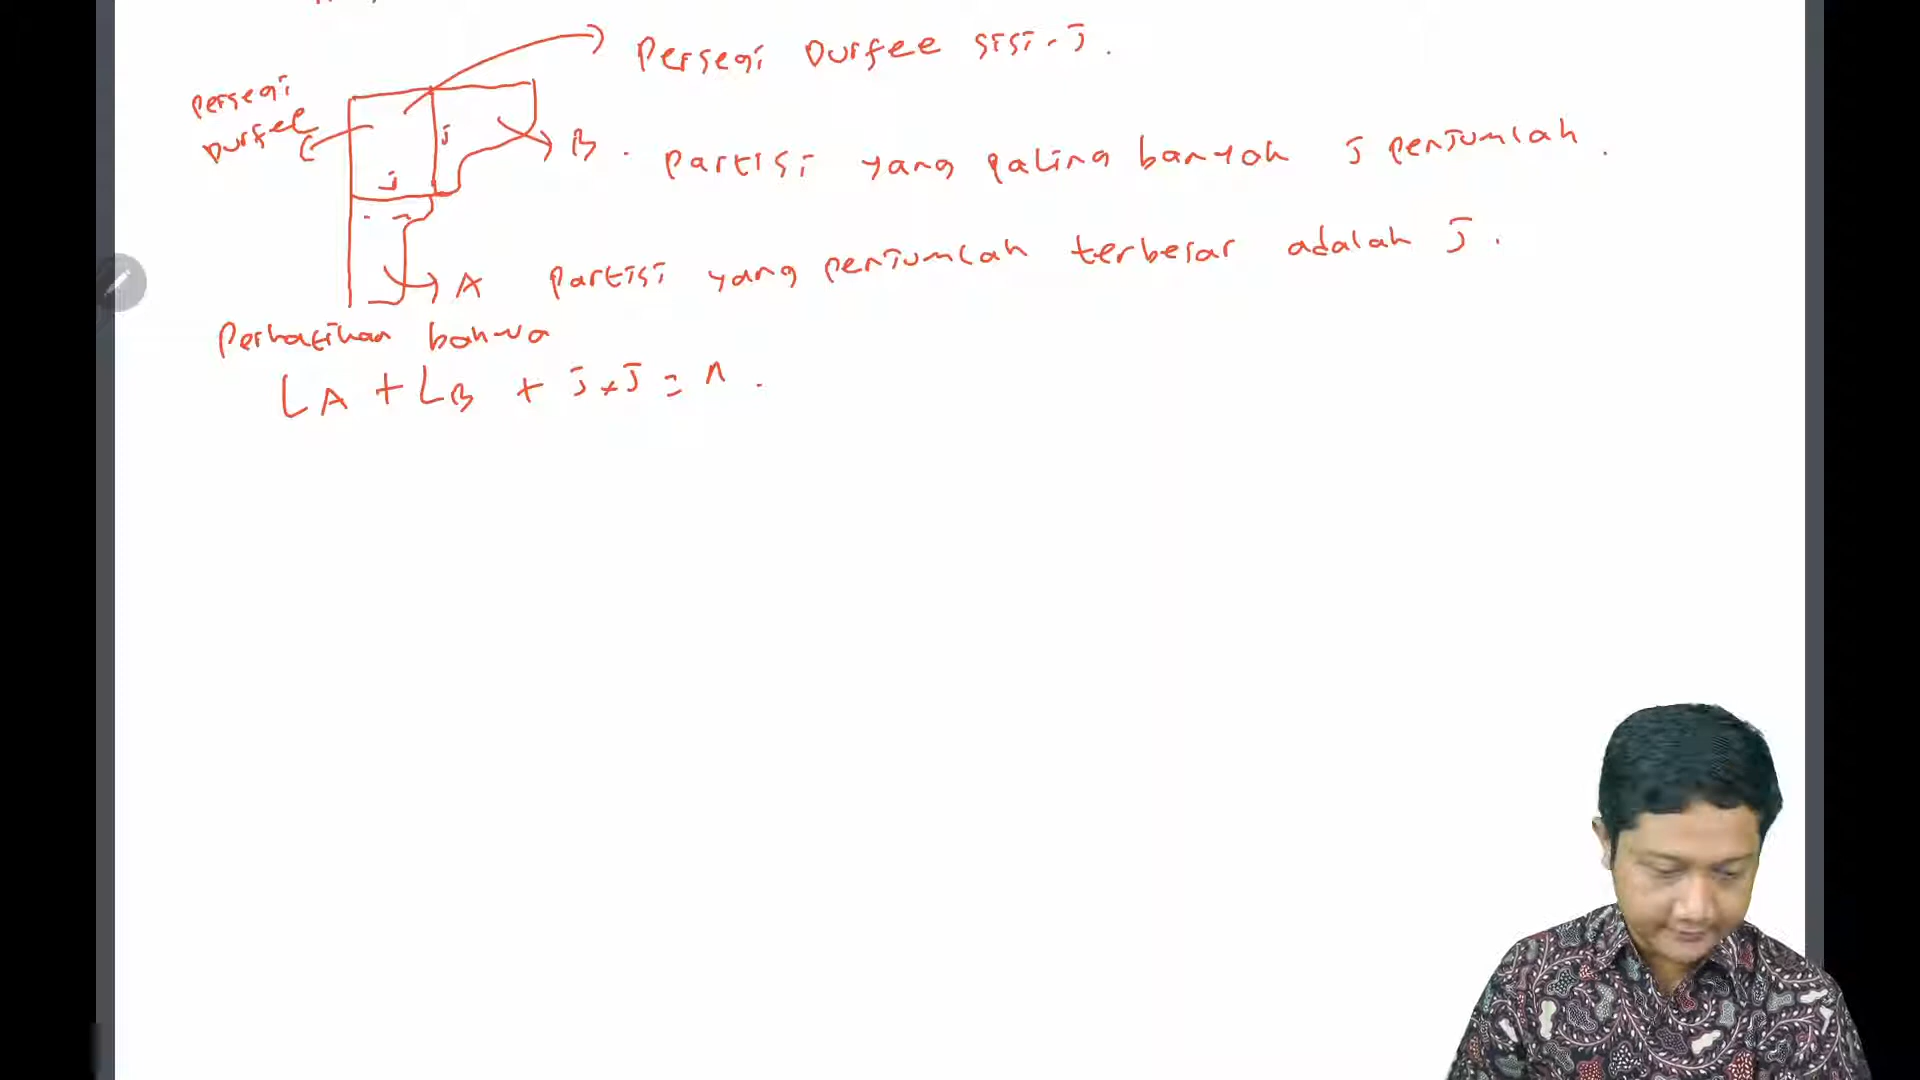 Persegi Durfee sisi-j.
Persegi
Durfee
j
j
B. partisi yang paling banyak j penjumlah.
A partisi yang penjumlah terbesar adalah j.
Perhatikan bahwa
LA + LB + j×j = n.